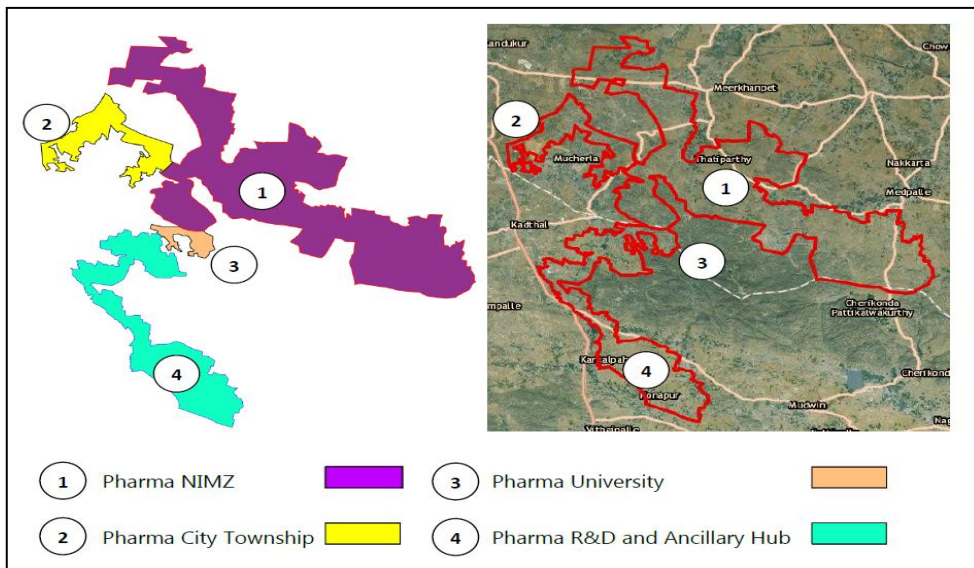 Meerkhanpet
Chow
2
2
Mucherla
Thatiparthy
Nakkarta
1
1
Medpalle
Kadthal
3
3
Cherikonda
Pattikalwakurthy
4
4
Cherikond
Mudwin
1 Pharma NIMZ
3 Pharma University
2 Pharma City Township
4 Pharma R&D and Ancillary Hub